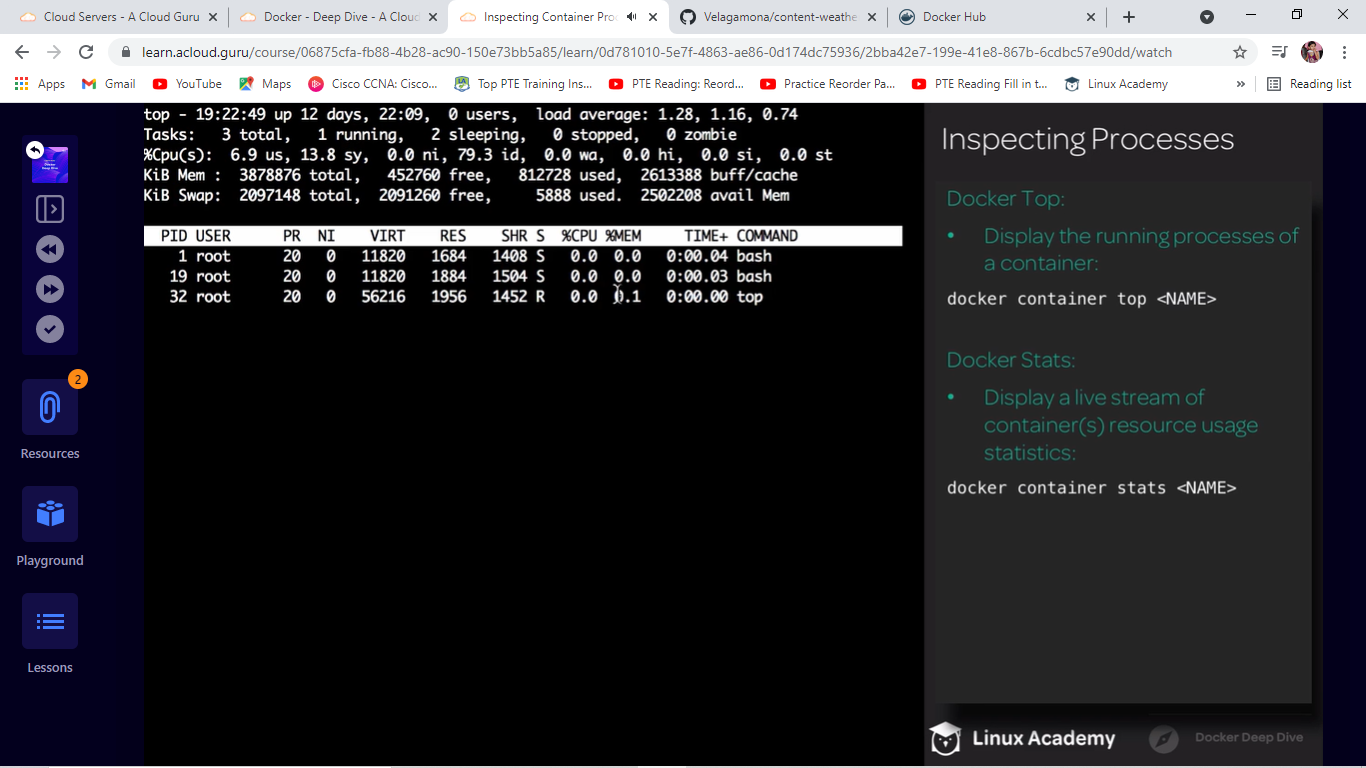 Cloud Servers - A Cloud Guru
Docker - Deep Dive - A Cloud
Inspecting Container Pro
Velagamona/content-weathe
Docker Hub
learn.acloud.guru/course/06875cfa-fb88-4b28-ac90-150e73bb5a85/learn/0d781010-5e7f-4863-ae86-0d174dc75936/2bba42e7-199e-41e8-867b-6cdbc57e90dd/watch
Apps
Gmail
YouTube
Maps
Cisco CCNA: Cisco...
Top PTE Training Ins...
PTE Reading: Reord...
Practice Reorder Pa...
PTE Reading Fill in t...
Linux Academy
»
Reading list
Docker
Deep Dive
2
Resources
Playground
Lessons
top - 19:22:49 up 12 days, 22:09,  0 users,  load average: 1.28, 1.16, 0.74
Tasks:   3 total,   1 running,   2 sleeping,   0 stopped,   0 zombie
%Cpu(s):  6.9 us, 13.8 sy,  0.0 ni, 79.3 id,  0.0 wa,  0.0 hi,  0.0 si,  0.0 st
KiB Mem :  3878876 total,   452760 free,   812728 used,  2613388 buff/cache
KiB Swap:  2097148 total,  2091260 free,     5888 used.  2502208 avail Mem
PID USER      PR  NI    VIRT    RES    SHR S  %CPU %MEM     TIME+ COMMAND
1 root      20   0   11820   1684   1408 S   0.0  0.0   0:00.04 bash
19 root      20   0   11820   1884   1504 S   0.0  0.0   0:00.03 bash
32 root      20   0   56216   1956   1452 R   0.0  0.1   0:00.00 top
Inspecting Processes
Docker Top:
• Display the running processes of
a container:
docker container top <NAME>
Docker Stats:
• Display a live stream of
container(s) resource usage
statistics:
docker container stats <NAME>
Linux Academy
Docker Deep Dive